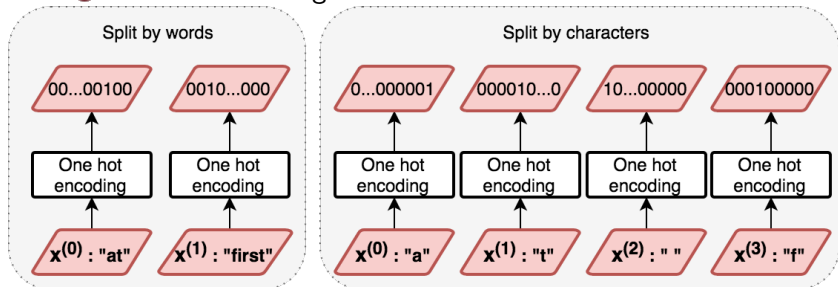 Split by words
Split by characters
00...00100
0010...000
0...000001
000010...0
10...00000
000100000
One hot
encoding
One hot
encoding
One hot
encoding
One hot
encoding
One hot
encoding
One hot
encoding
x(0) : "at"
x(1) : "first"
x(0) : "a"
x(1) : "t"
x(2) : " "
x(3) : "f"